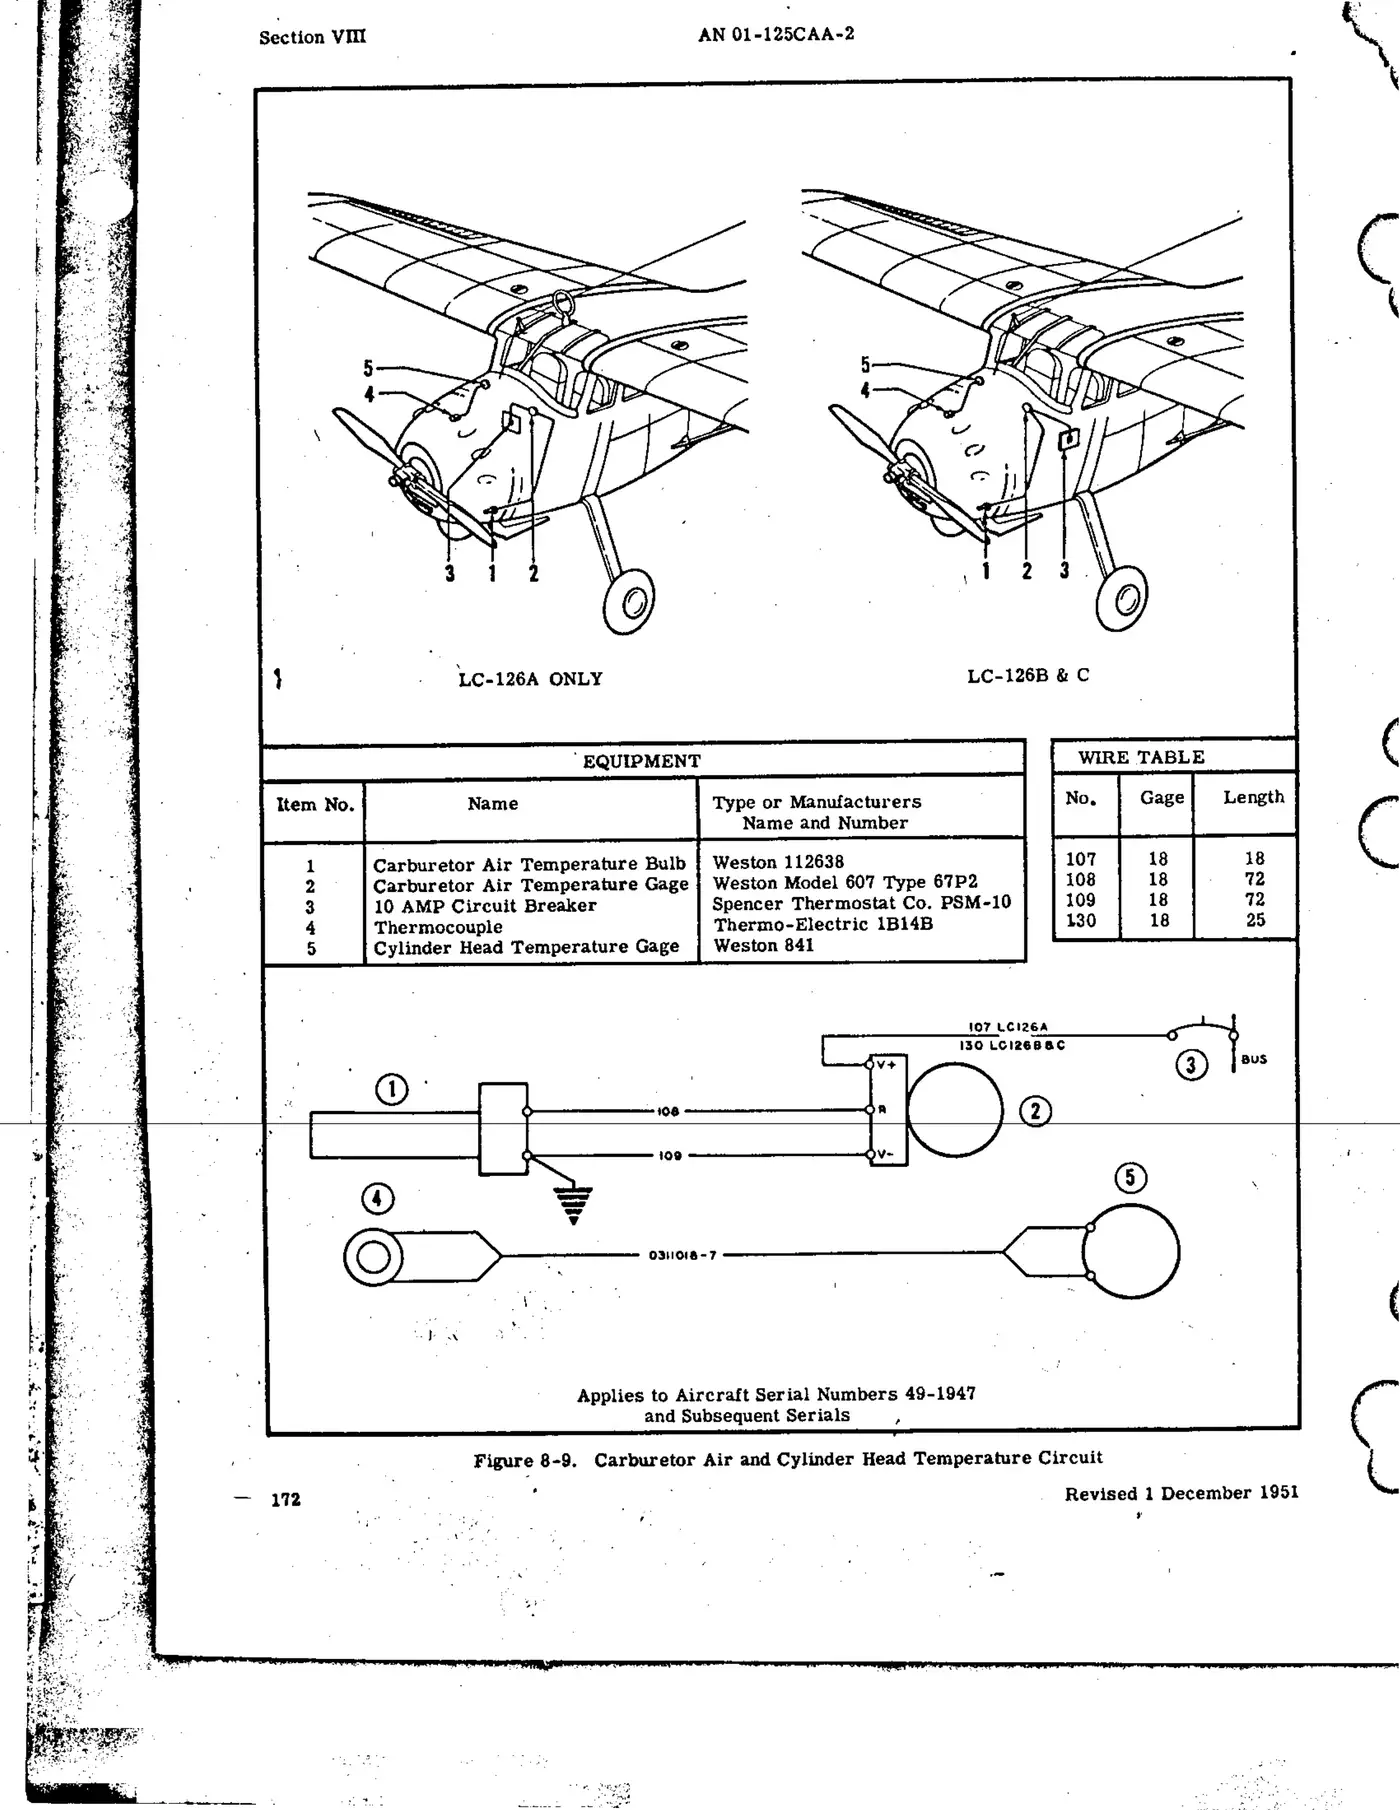 Section VIII
AN 01-125CAA-2
5
4
3 1 2
5
4
1 2 3
LC-126A ONLY
LC-126B & C
EQUIPMENT
Item No. Name Type or Manufacturers Name and Number
1 Carburetor Air Temperature Bulb Weston 112638
2 Carburetor Air Temperature Gage Weston Model 607 Type 67P2
3 10 AMP Circuit Breaker Spencer Thermostat Co. PSM-10
4 Thermocouple Thermo-Electric 1B14B
5 Cylinder Head Temperature Gage Weston 841
WIRE TABLE
No. Gage Length
107 18 18
108 18 72
109 18 72
130 18 25
107 LC126A
130 LC126B&C
3
BUS
V+
1
108
R
2
109
V-
4
5
0311018-7
Applies to Aircraft Serial Numbers 49-1947
and Subsequent Serials
Figure 8-9. Carburetor Air and Cylinder Head Temperature Circuit
172
Revised 1 December 1951